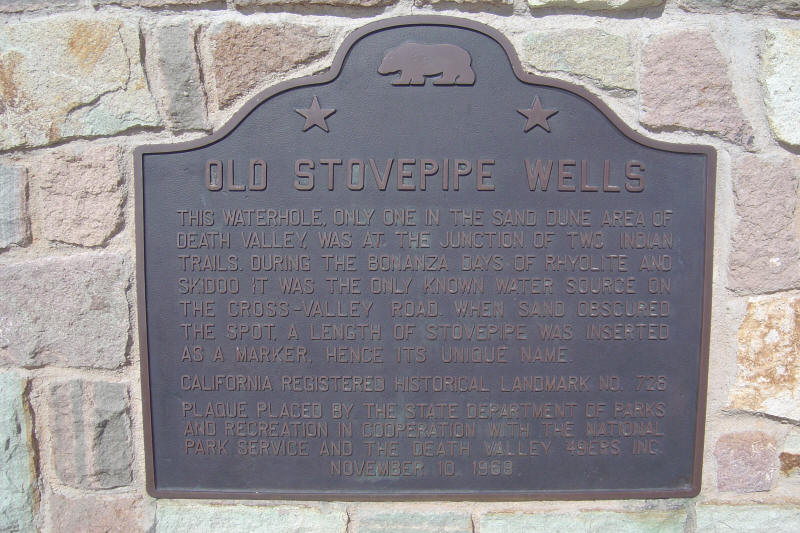 OLD STOVEPIPE WELLS
THIS WATERHOLE, ONLY ONE IN THE SAND DUNE AREA OF
DEATH VALLEY, WAS AT THE JUNCTION OF TWO INDIAN
TRAILS. DURING THE BONANZA DAYS OF RHYOLITE AND
SKIDOO IT WAS THE ONLY KNOWN WATER SOURCE ON
THE CROSS-VALLEY ROAD. WHEN SAND OBSCURED
THE SPOT, A LENGTH OF STOVEPIPE WAS INSERTED
AS A MARKER, HENCE ITS UNIQUE NAME.
CALIFORNIA REGISTERED HISTORICAL LANDMARK NO. 726
PLAQUE PLACED BY THE STATE DEPARTMENT OF PARKS
AND RECREATION IN COOPERATION WITH THE NATIONAL
PARK SERVICE AND THE DEATH VALLEY 49ERS INC.
NOVEMBER 10, 1968